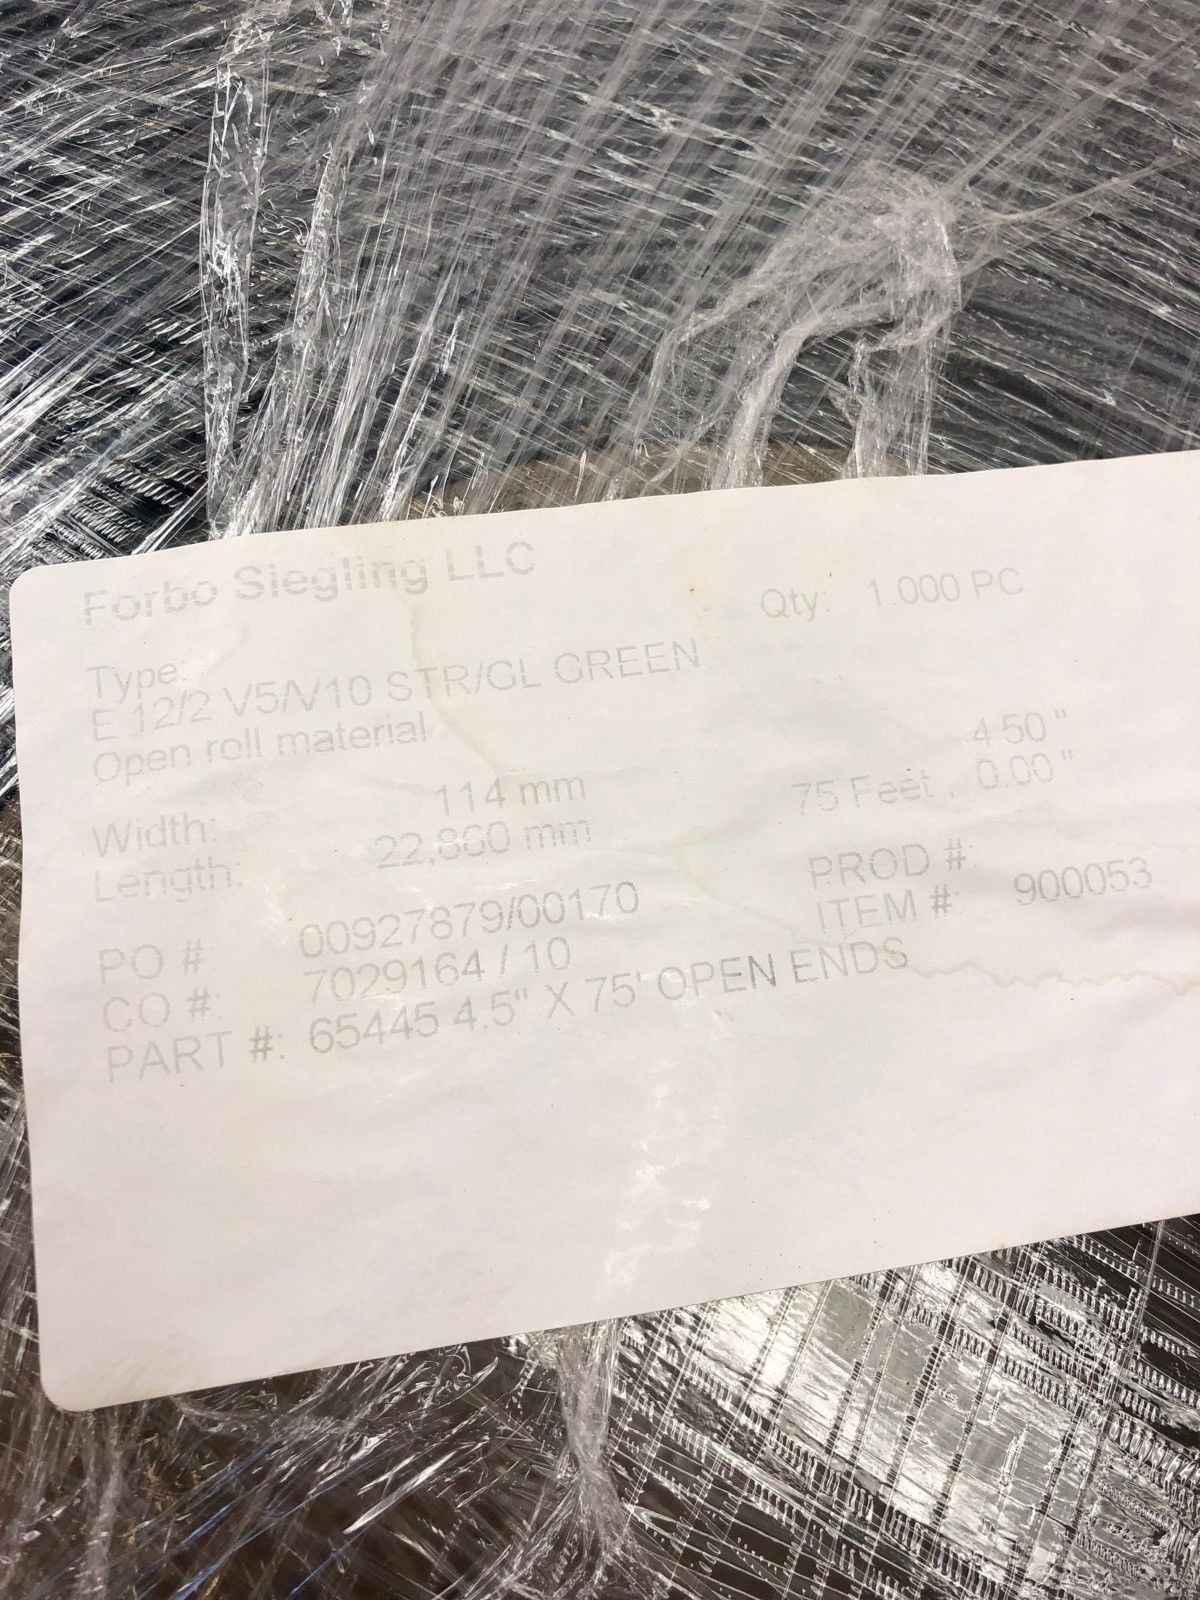 Forbo Siegling LLC
Qty: 1.000 PC
Type:
E 12/2 V5/V10 STR/GL GREEN
Open roll material
Width: 114 mm 4.50 "
Length: 22,860 mm 75 Feet , 0.00 "
PO #: 00927879/00170 PROD #:
CO #: 7029164 / 10 ITEM #: 900053
PART #: 65445 4.5" X 75' OPEN ENDS